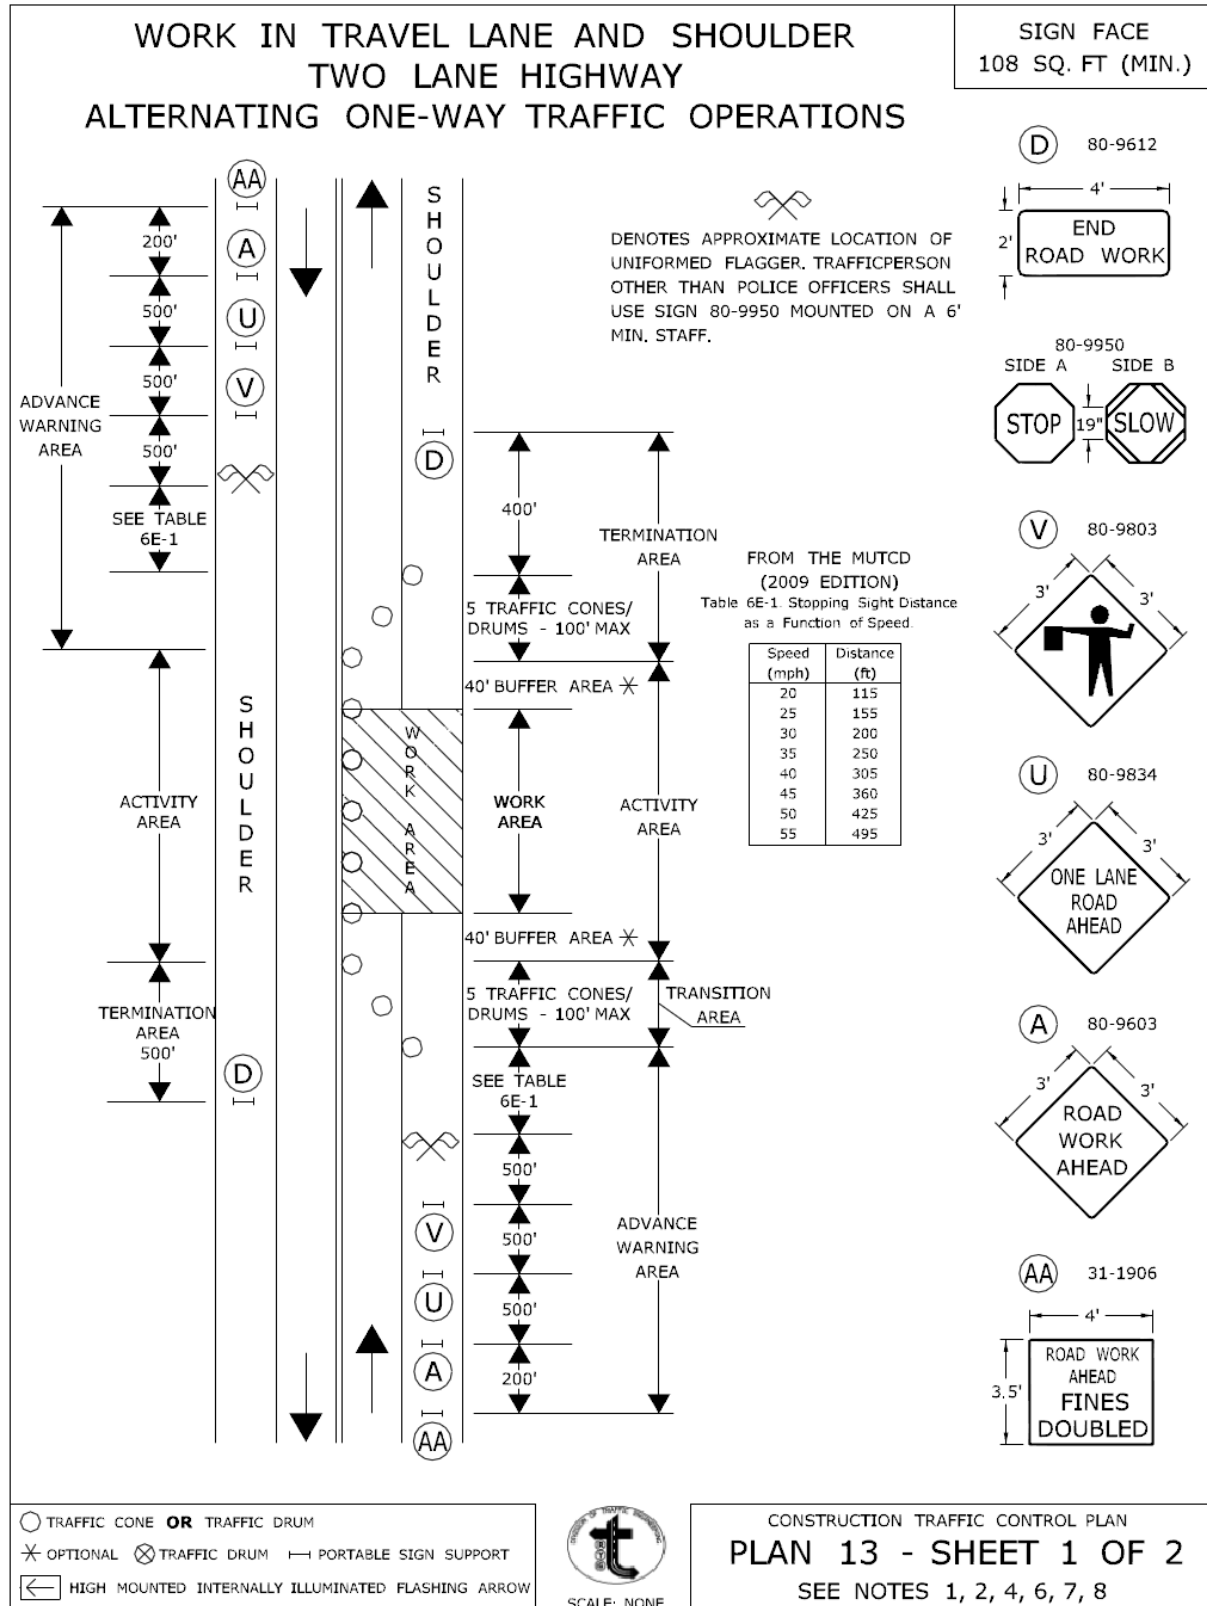 WORK IN TRAVEL LANE AND SHOULDER
TWO LANE HIGHWAY
ALTERNATING ONE-WAY TRAFFIC OPERATIONS
SIGN FACE
108 SQ. FT (MIN.)
AA
A
U
V
200'
500'
500'
500'
SEE TABLE
6E-1
ADVANCE
WARNING
AREA
SHOULDER
ACTIVITY
AREA
TERMINATION
AREA
500'
D
SHOULDER
D
400'
TERMINATION
AREA
5 TRAFFIC CONES/
DRUMS - 100' MAX
40' BUFFER AREA
WORK AREA
WORK
AREA
ACTIVITY
AREA
40' BUFFER AREA
5 TRAFFIC CONES/
DRUMS - 100' MAX
TRANSITION
AREA
SEE TABLE
6E-1
500'
500'
500'
200'
ADVANCE
WARNING
AREA
V
U
A
AA
DENOTES APPROXIMATE LOCATION OF
UNIFORMED FLAGGER. TRAFFICPERSON
OTHER THAN POLICE OFFICERS SHALL
USE SIGN 80-9950 MOUNTED ON A 6'
MIN. STAFF.
FROM THE MUTCD
(2009 EDITION)
Table 6E-1. Stopping Sight Distance
as a Function of Speed.
Speed Distance
(mph) (ft)
20 115
25 155
30 200
35 250
40 305
45 360
50 425
55 495
D 80-9612
4'
2'
END
ROAD WORK
80-9950
SIDE A SIDE B
STOP 19" SLOW
V 80-9803
3' 3'
U 80-9834
3' 3'
ONE LANE
ROAD
AHEAD
A 80-9603
3' 3'
ROAD
WORK
AHEAD
AA 31-1906
4'
3.5'
ROAD WORK
AHEAD
FINES
DOUBLED
TRAFFIC CONE OR TRAFFIC DRUM
OPTIONAL TRAFFIC DRUM PORTABLE SIGN SUPPORT
HIGH MOUNTED INTERNALLY ILLUMINATED FLASHING ARROW
DIVISION OF TRAFFIC ENGINEERING
SCALE: NONE
CONSTRUCTION TRAFFIC CONTROL PLAN
PLAN 13 - SHEET 1 OF 2
SEE NOTES 1, 2, 4, 6, 7, 8